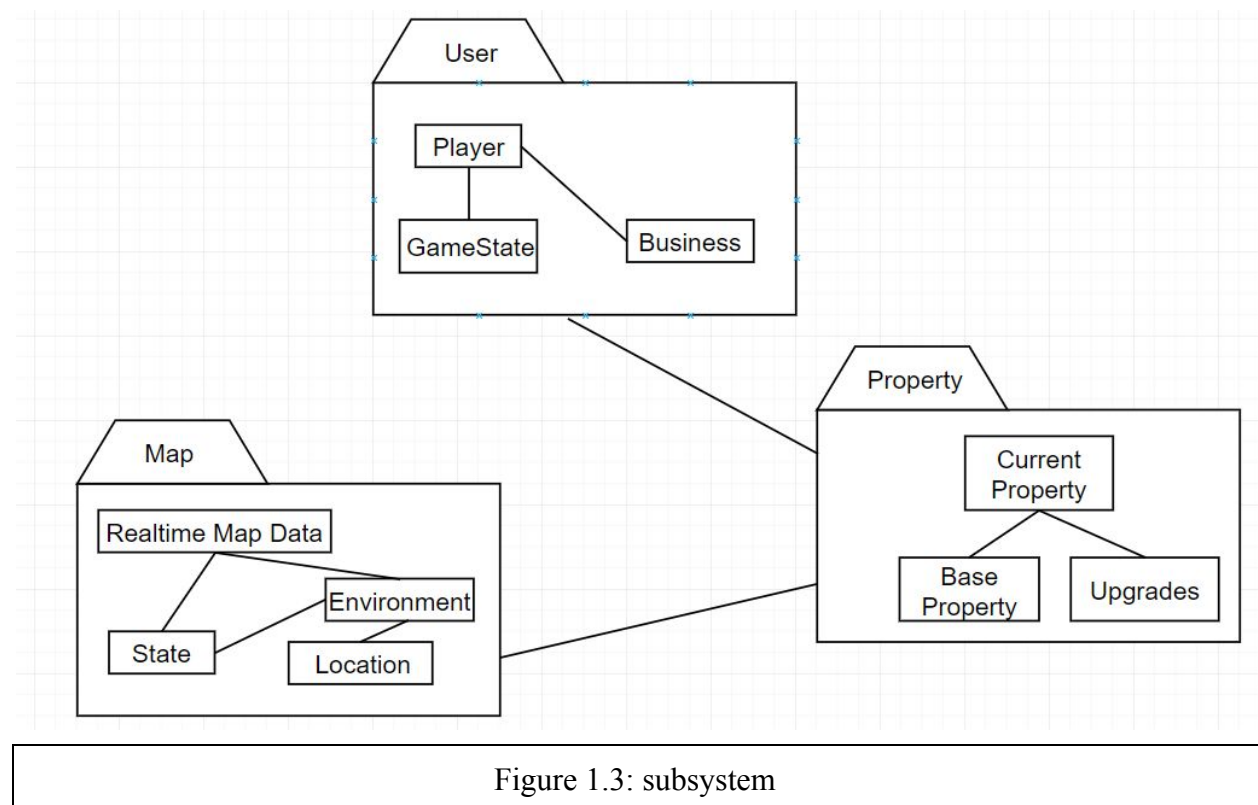 User
Player
GameState
Business
Property
Current
Property
Base
Property
Upgrades
Map
Realtime Map Data
Environment
State
Location
Figure 1.3: subsystem